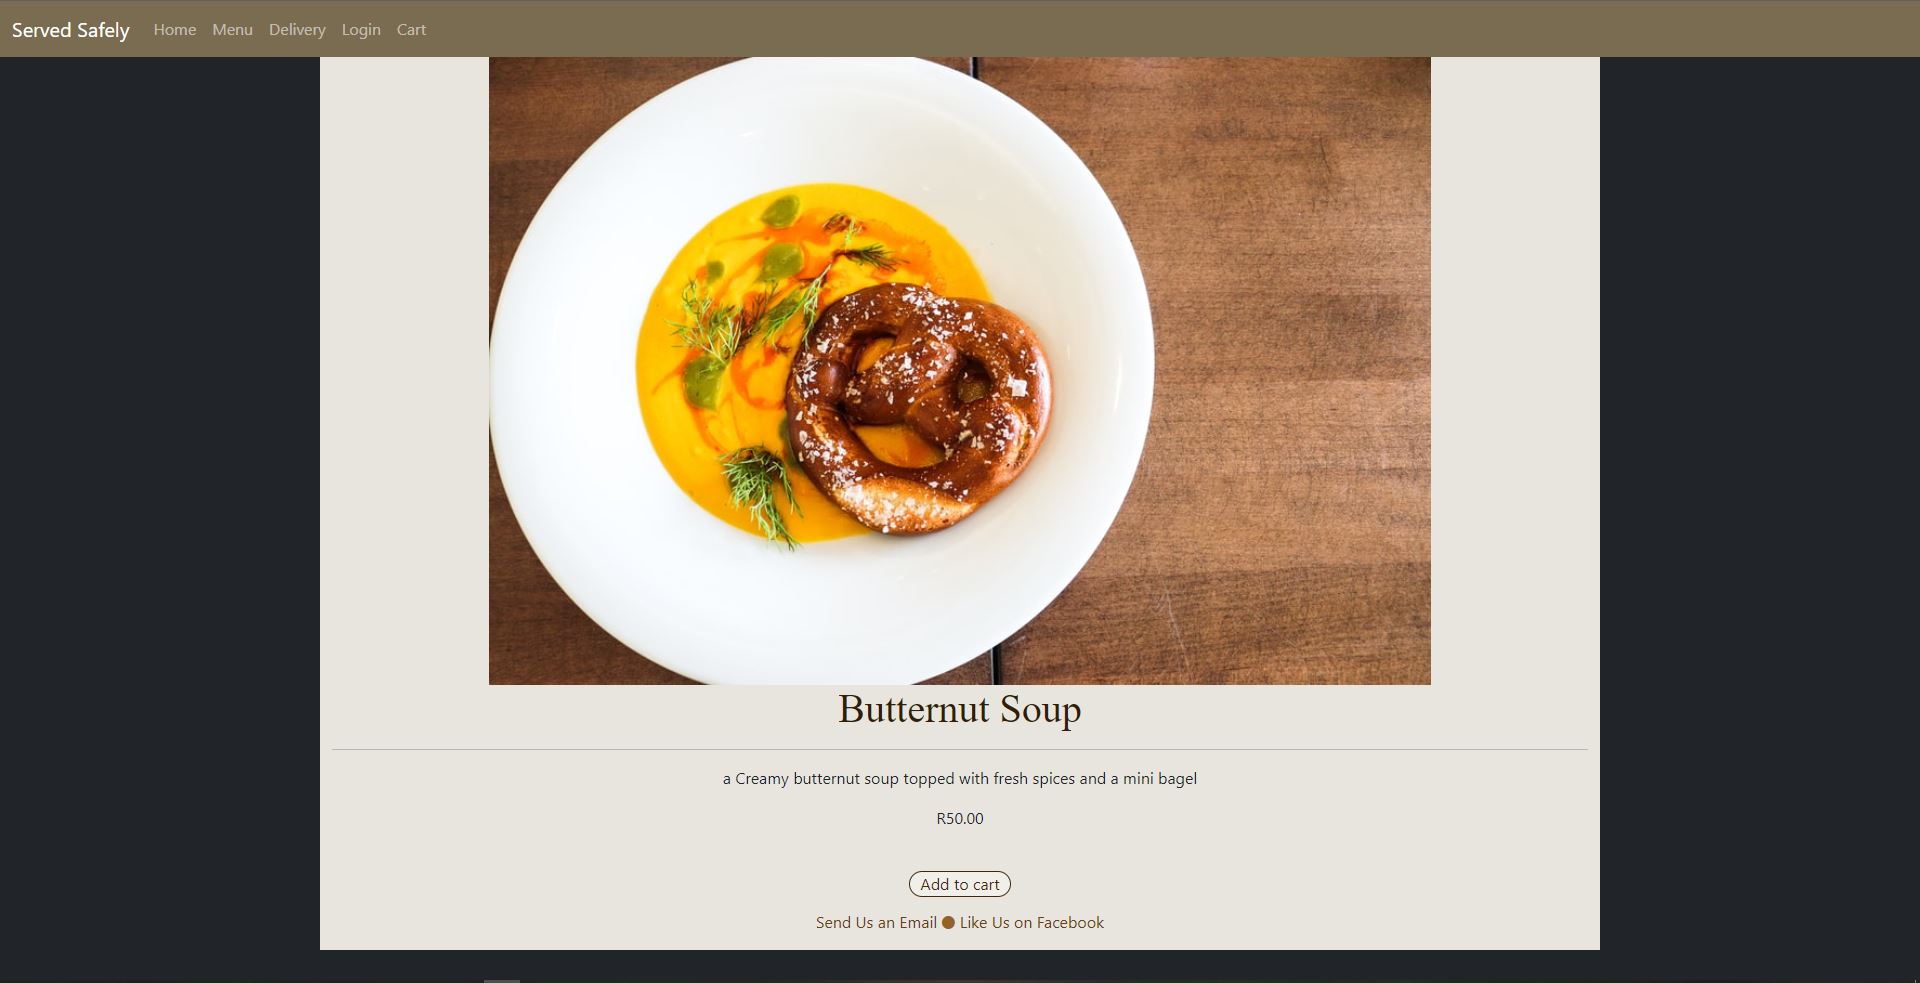 Served Safely Home Menu Delivery Login Cart
Butternut Soup
a Creamy butternut soup topped with fresh spices and a mini bagel
R50.00
Add to cart
Send Us an Email ● Like Us on Facebook